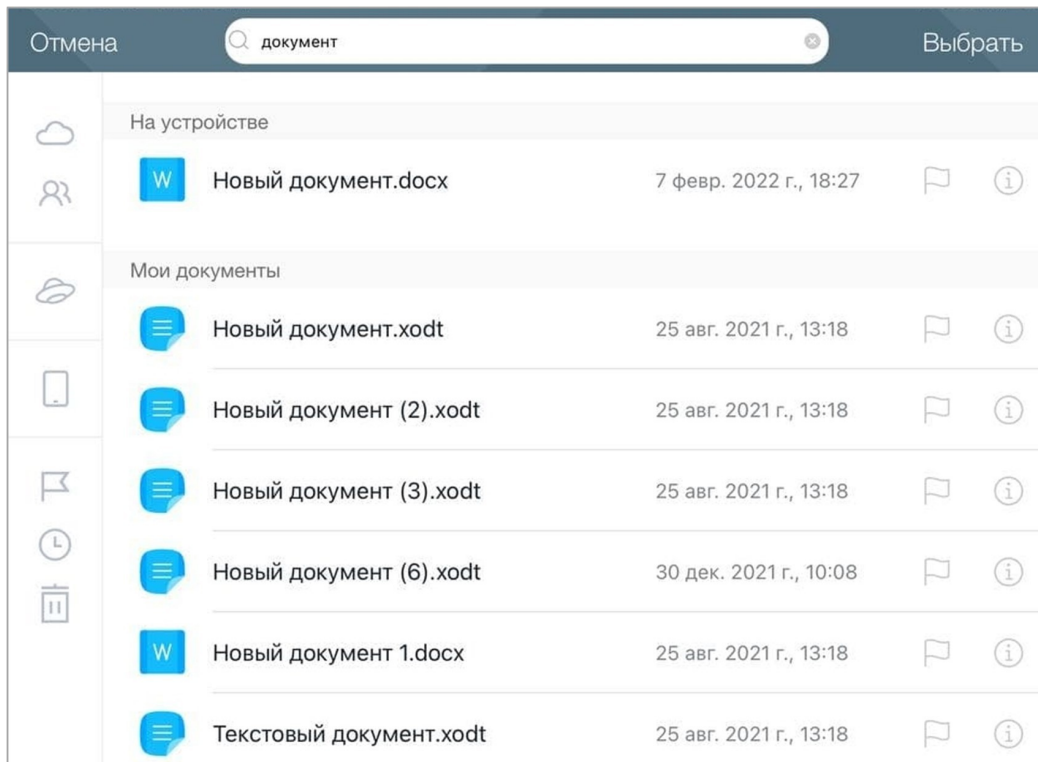 Отмена документ Выбрать
На устройстве
W Новый документ.docx 7 февр. 2022 г., 18:27
Мои документы
Новый документ.xodt 25 авг. 2021 г., 13:18
Новый документ (2).xodt 25 авг. 2021 г., 13:18
Новый документ (3).xodt 25 авг. 2021 г., 13:18
Новый документ (6).xodt 30 дек. 2021 г., 10:08
W Новый документ 1.docx 25 авг. 2021 г., 13:18
Текстовый документ.xodt 25 авг. 2021 г., 13:18